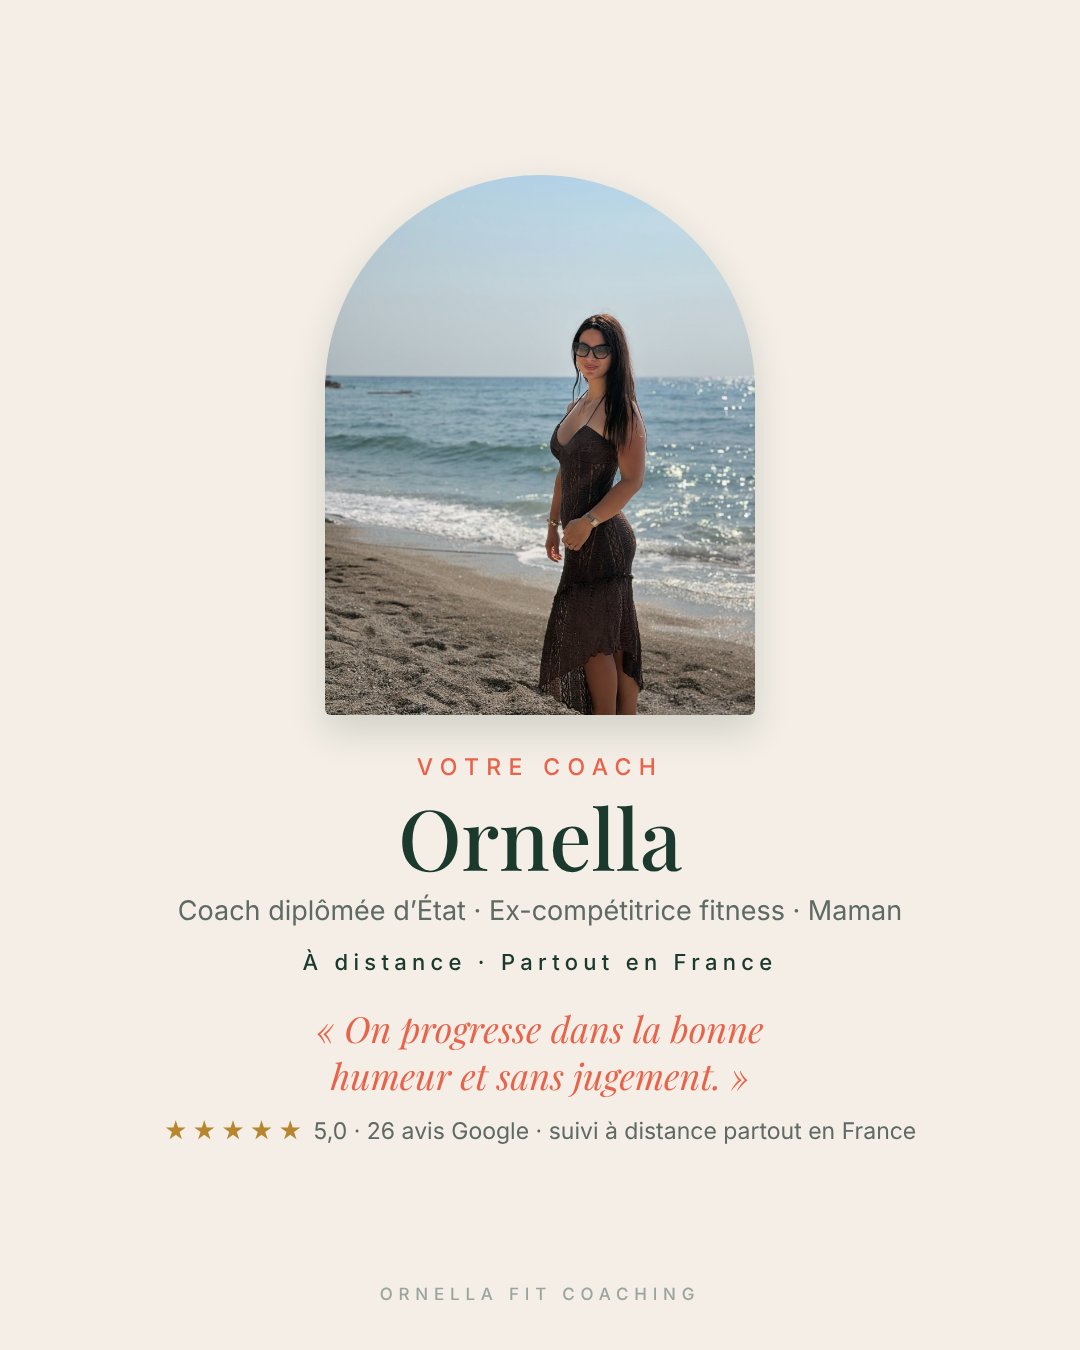 VOTRE COACH
Ornella
Coach diplômée d’État · Ex-compétitrice fitness · Maman
À distance · Partout en France
« On progresse dans la bonne
humeur et sans jugement. »
★★★★★ 5,0 · 26 avis Google · suivi à distance partout en France
ORNELLA FIT COACHING